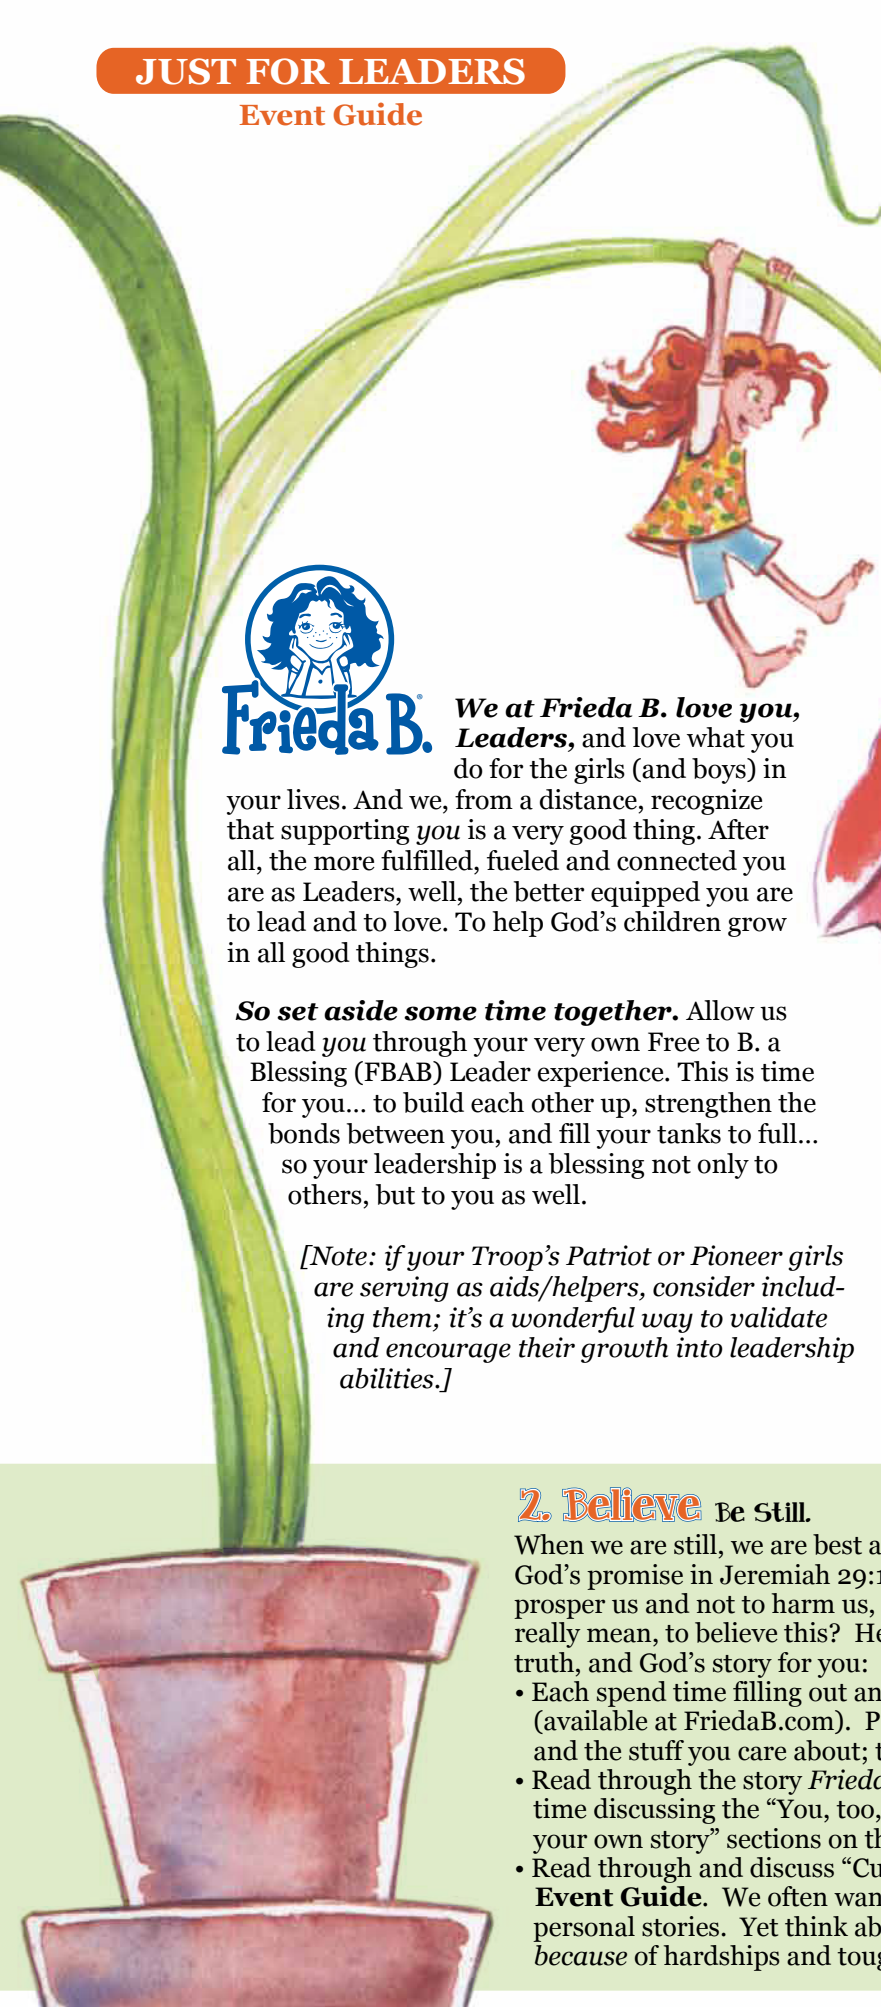 JUST FOR LEADERS
Event Guide
Frieda B.®
We at Frieda B. love you,
Leaders, and love what you
do for the girls (and boys) in
your lives. And we, from a distance, recognize
that supporting you is a very good thing. After
all, the more fulfilled, fueled and connected you
are as Leaders, well, the better equipped you are
to lead and to love. To help God’s children grow
in all good things.
So set aside some time together. Allow us
to lead you through your very own Free to B. a
Blessing (FBAB) Leader experience. This is time
for you… to build each other up, strengthen the
bonds between you, and fill your tanks to full…
so your leadership is a blessing not only to
others, but to you as well.
[Note: if your Troop’s Patriot or Pioneer girls
are serving as aids/helpers, consider includ-
ing them; it’s a wonderful way to validate
and encourage their growth into leadership
abilities.]
2. Believe Be Still.
When we are still, we are best
God’s promise in Jeremiah
prosper us and not to harm us,
really mean, to believe this?
truth, and God’s story for you:
• Each spend time filling out
(available at FriedaB.com).
and the stuff you care about;
• Read through the story
time discussing the “You, too,
your own story” sections on
• Read through and discuss
Event Guide. We often
personal stories. Yet think
because of hardships and